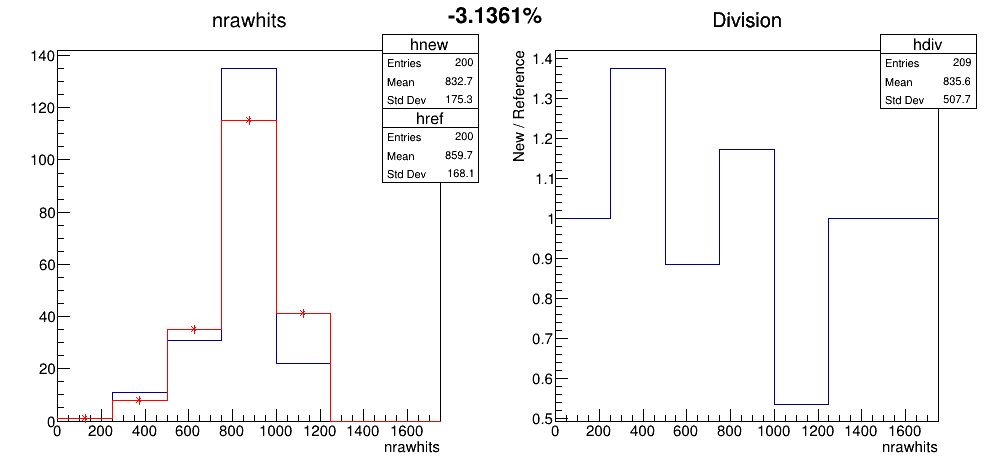 -3.1361%
nrawhits
hnew
Entries 200
Mean 832.7
Std Dev 175.3
href
Entries 200
Mean 859.7
Std Dev 168.1
140
120
100
80
60
40
20
0
0 200 400 600 800 1000 1200 1400 1600
nrawhits
Division
hdiv
Entries 209
Mean 835.6
Std Dev 507.7
New / Reference
1.4
1.3
1.2
1.1
1
0.9
0.8
0.7
0.6
0.5
0 200 400 600 800 1000 1200 1400 1600
nrawhits